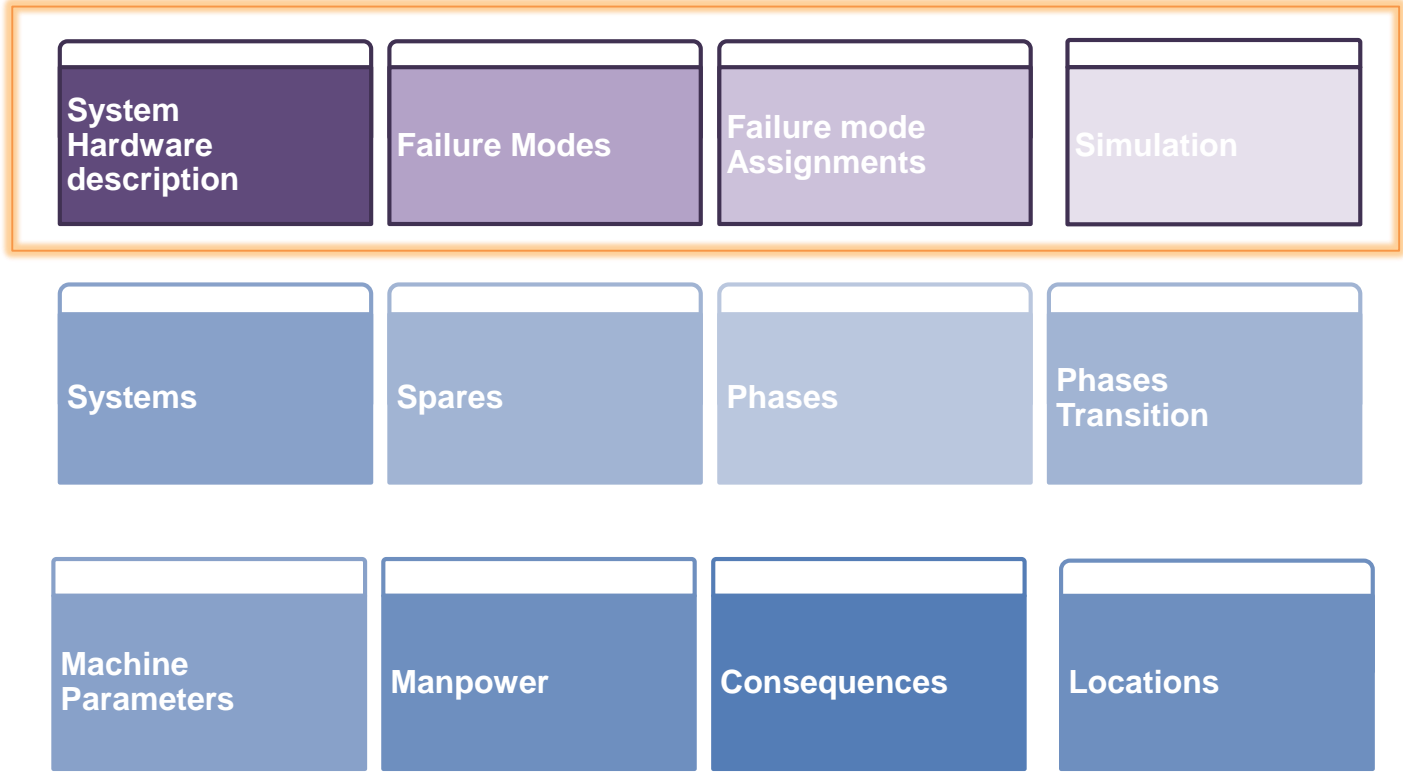 System
Hardware
description
Failure Modes
Failure mode
Assignments
Simulation
Systems
Spares
Phases
Phases
Transition
Machine
Parameters
Manpower
Consequences
Locations